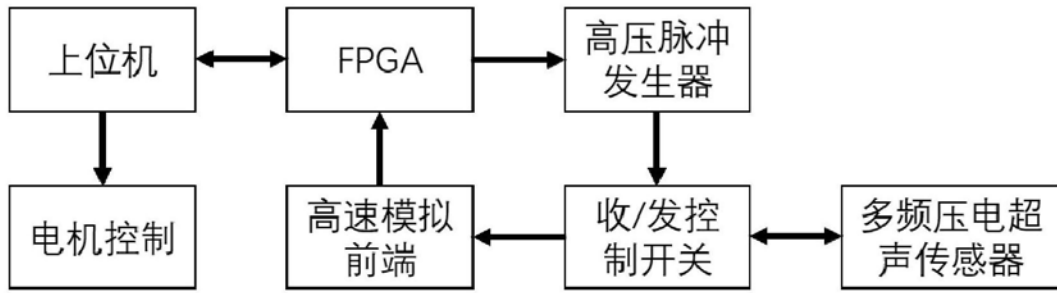 上位机
FPGA
高压脉冲
发生器
电机控制
高速模拟
前端
收/发控
制开关
多频压电超
声传感器